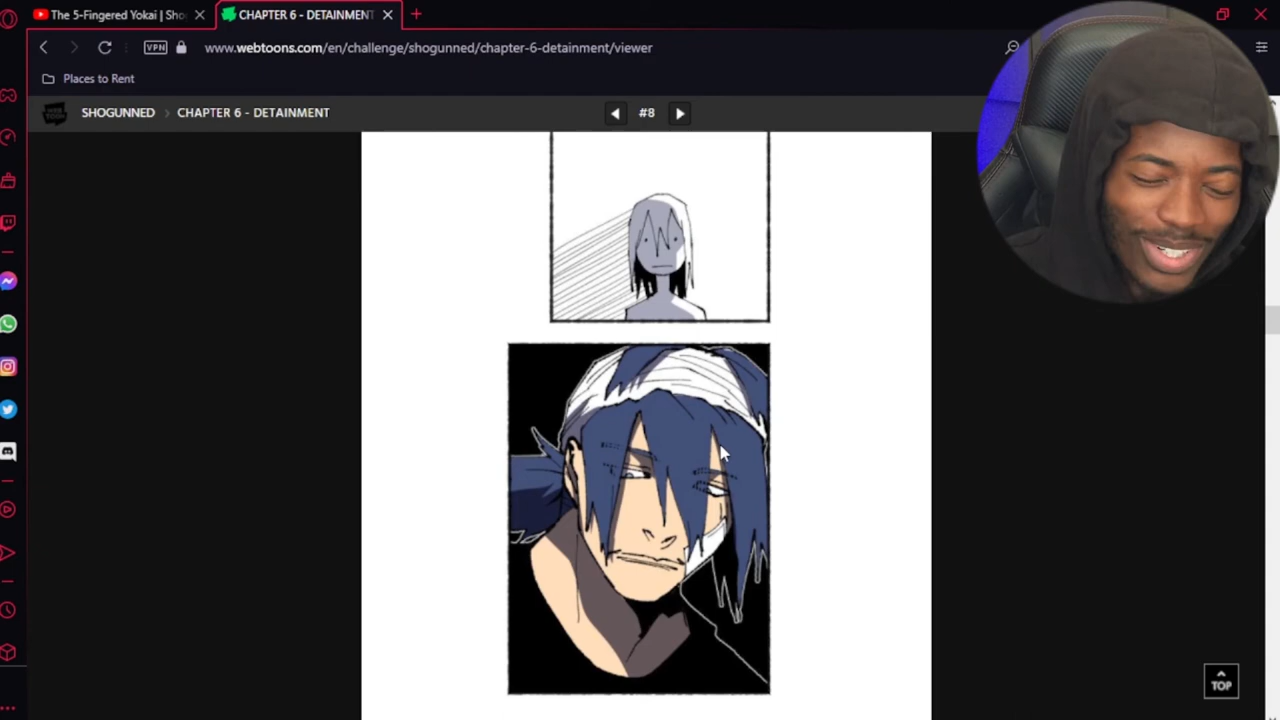 The 5-Fingered Yokai | Sho
CHAPTER 6 - DETAINMENT
VPN
www.webtoons.com/en/challenge/shogunned/chapter-6-detainment/viewer
Places to Rent
SHOGUNNED
CHAPTER 6 - DETAINMENT
#8
TOP